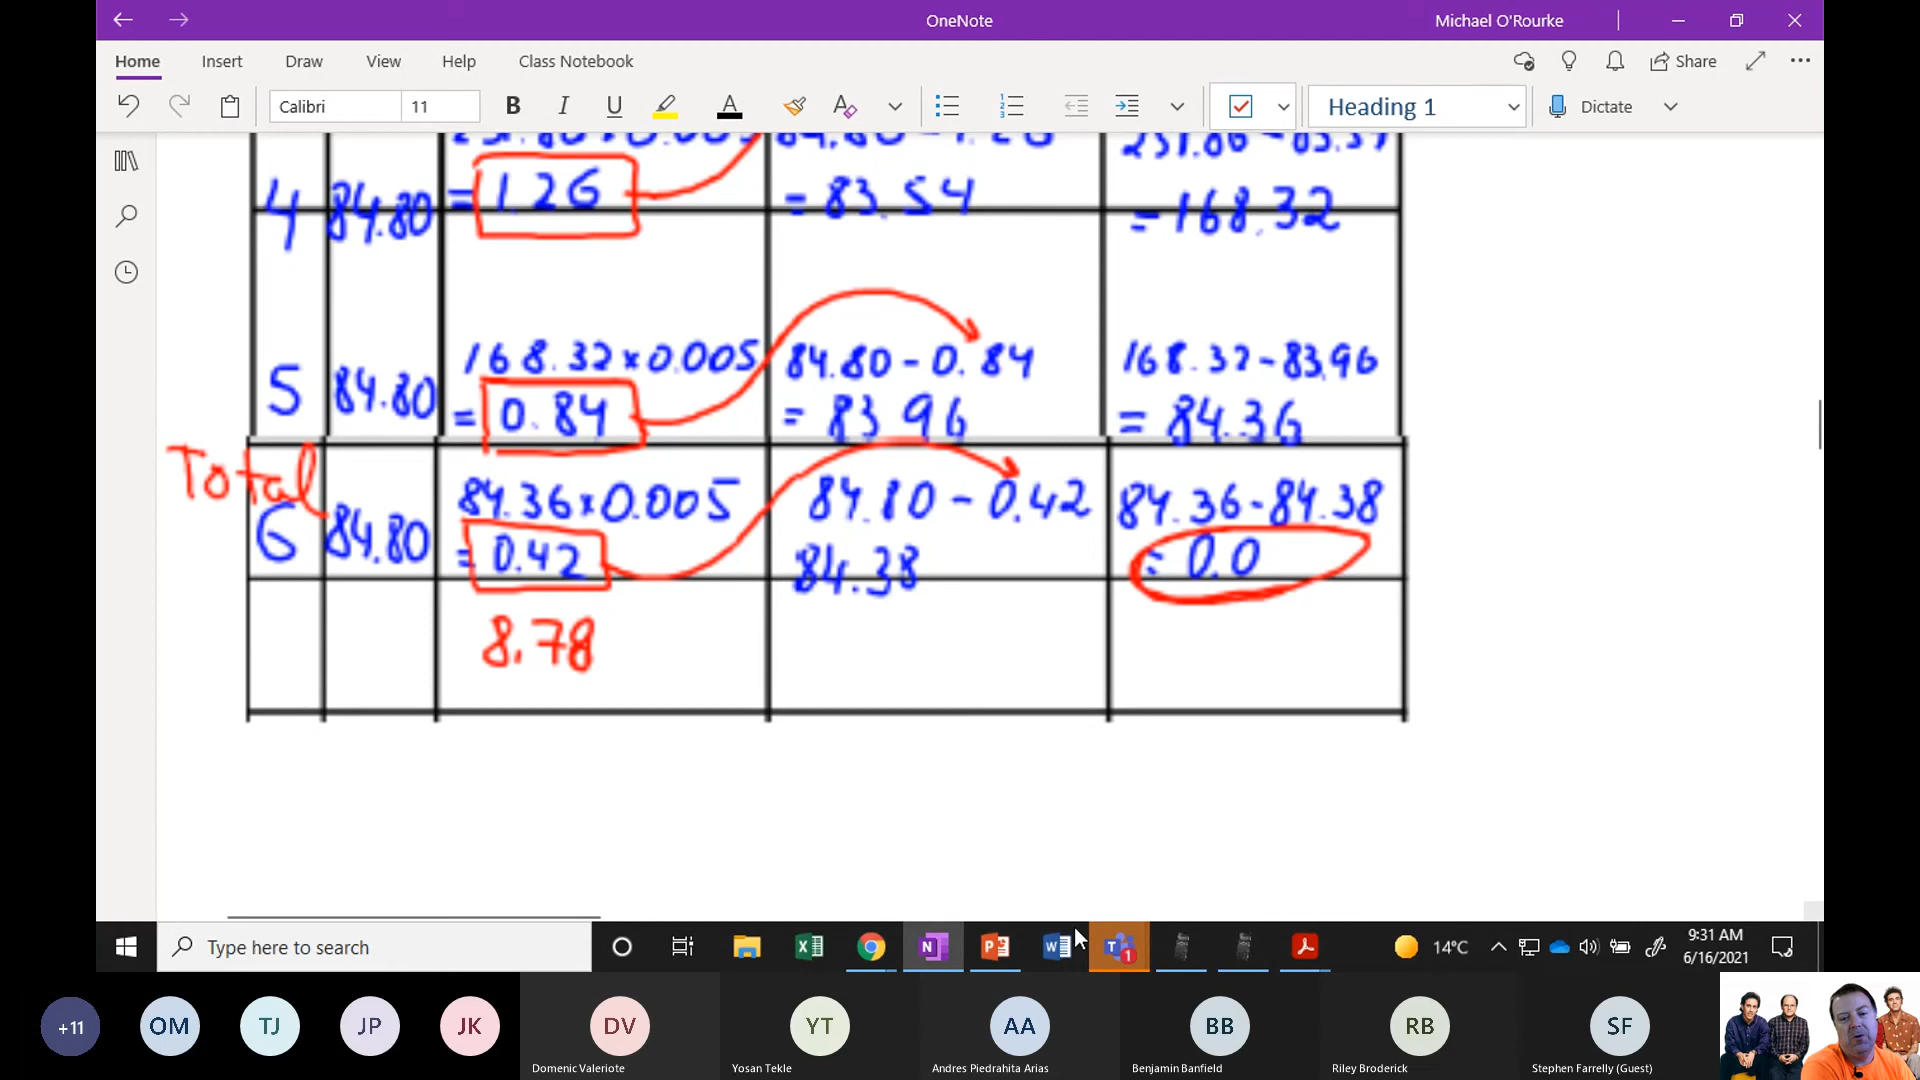 OneNote
Michael O'Rourke
Home Insert Draw View Help Class Notebook
Share
Calibri 11 B I U A Heading 1 Dictate
4 84.80 = 1.26 = 83.54 = 168.32
168.32 x 0.005 84.80 - 0.84 168.32 - 83.96
5 84.80 = 0.84 = 83.96 = 84.36
Total
84.36 x 0.005 84.80 - 0.42 84.36 - 84.38
6 84.80 = 0.42 84.38 = 0.0
8.78
Type here to search
14°C
9:31 AM
6/16/2021
+11 OM TJ JP JK DV YT AA BB RB SF
Domenic Valeriote Yosan Tekle Andres Piedrahita Arias Benjamin Banfield Riley Broderick Stephen Farrelly (Guest)